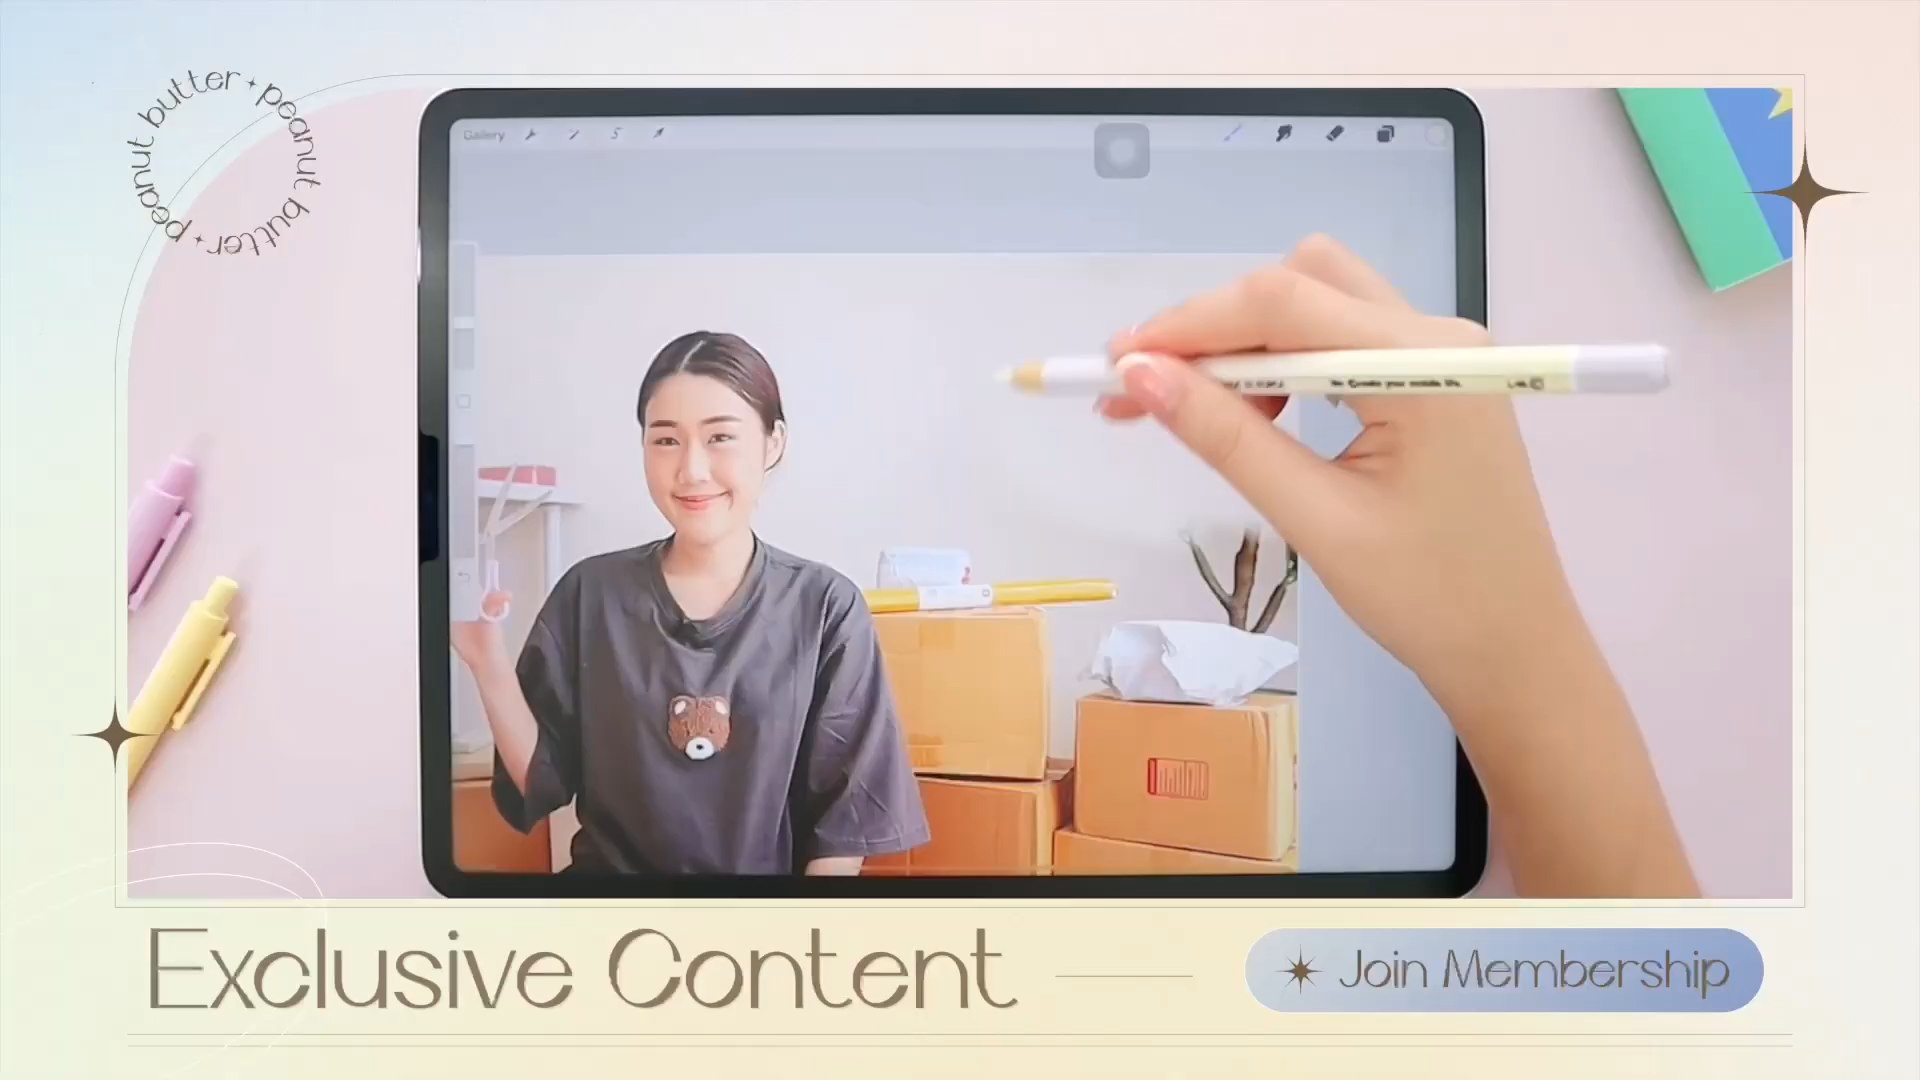 peanut butter peanut butter
Gallery
Exclusive Content
Join Membership